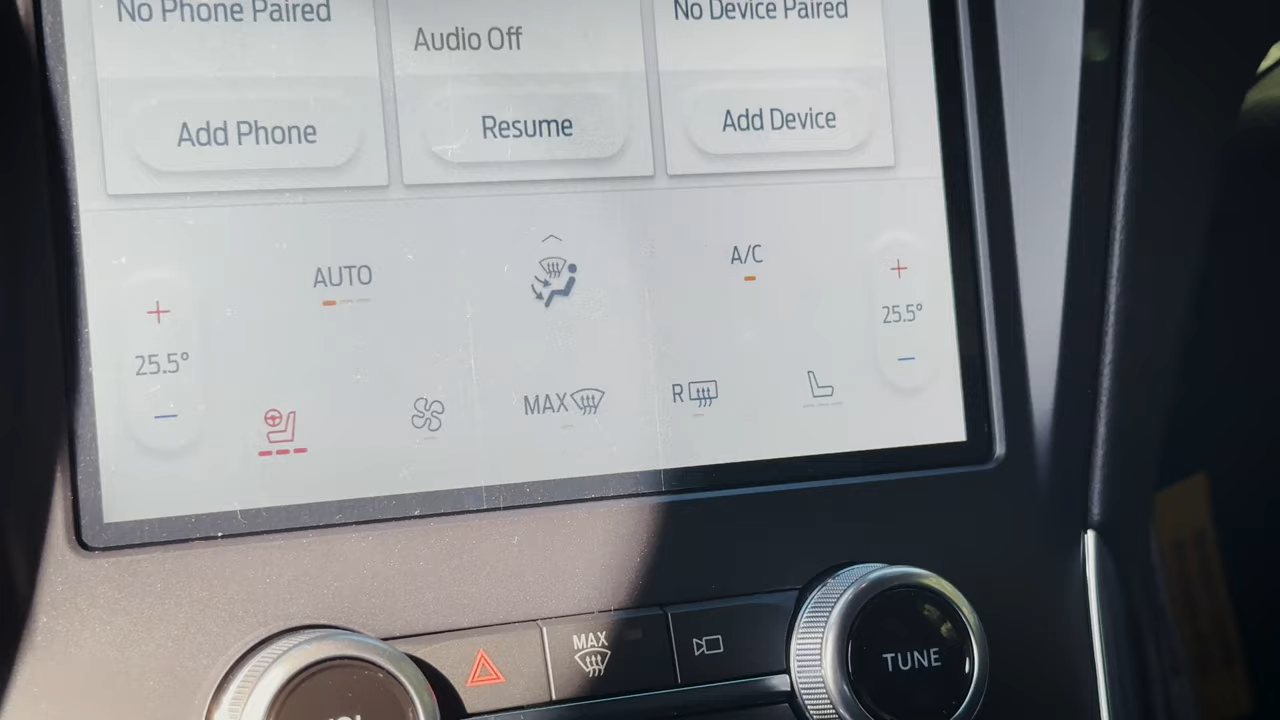 No Phone Paired
Audio Off
No Device Paired
Add Phone
Resume
Add Device
AUTO
A/C
25.5°
25.5°
MAX
R
MAX
TUNE